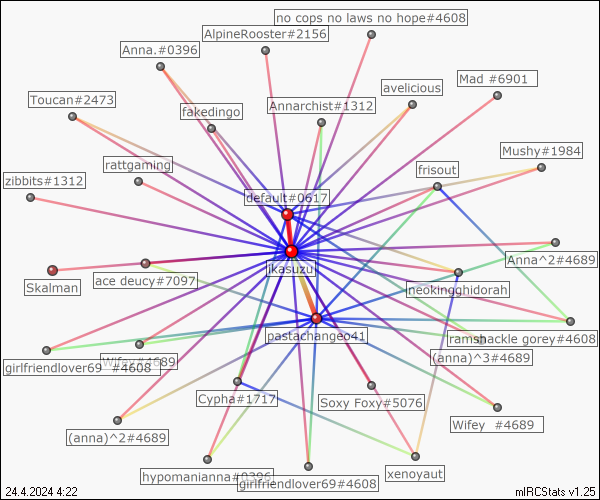 no cops no laws no hope#4608
AlpineRooster#2156
Anna.#0396
Mad #6901
avelicious
Toucan#2473
Annarchist#1312
fakedingo
Mushy#1984
rattgaming
frisout
zibbits#1312
default#0617
Anna^2#4689
jkasuzu
ace deucy#7097
Skalman
neokingghidorah
pastachangeo41
ramshackle gorey#4608
(anna)^3#4689
Wifey#4689
girlfriendlover69 #4608
Cypha#1717
Soxy Foxy#5076
Wifey #4689
(anna)^2#4689
hypomanianna#0396
xenoyaut
girlfriendlover69#4608
24.4.2024 4:22
mIRCStats v1.25